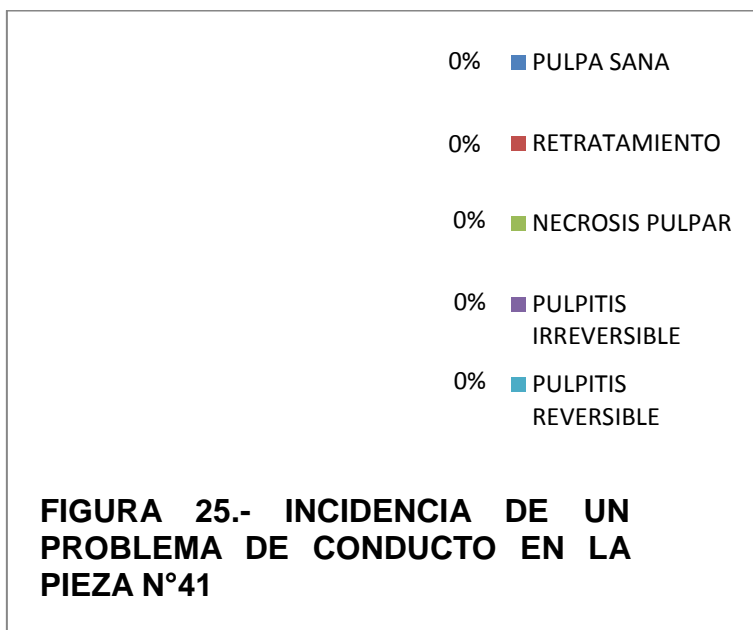 0% PULPA SANA
0% RETRATAMIENTO
0% NECROSIS PULPAR
0% PULPITIS
IRREVERSIBLE
0% PULPITIS
REVERSIBLE
FIGURA 25.- INCIDENCIA DE UN
PROBLEMA DE CONDUCTO EN LA
PIEZA N°41